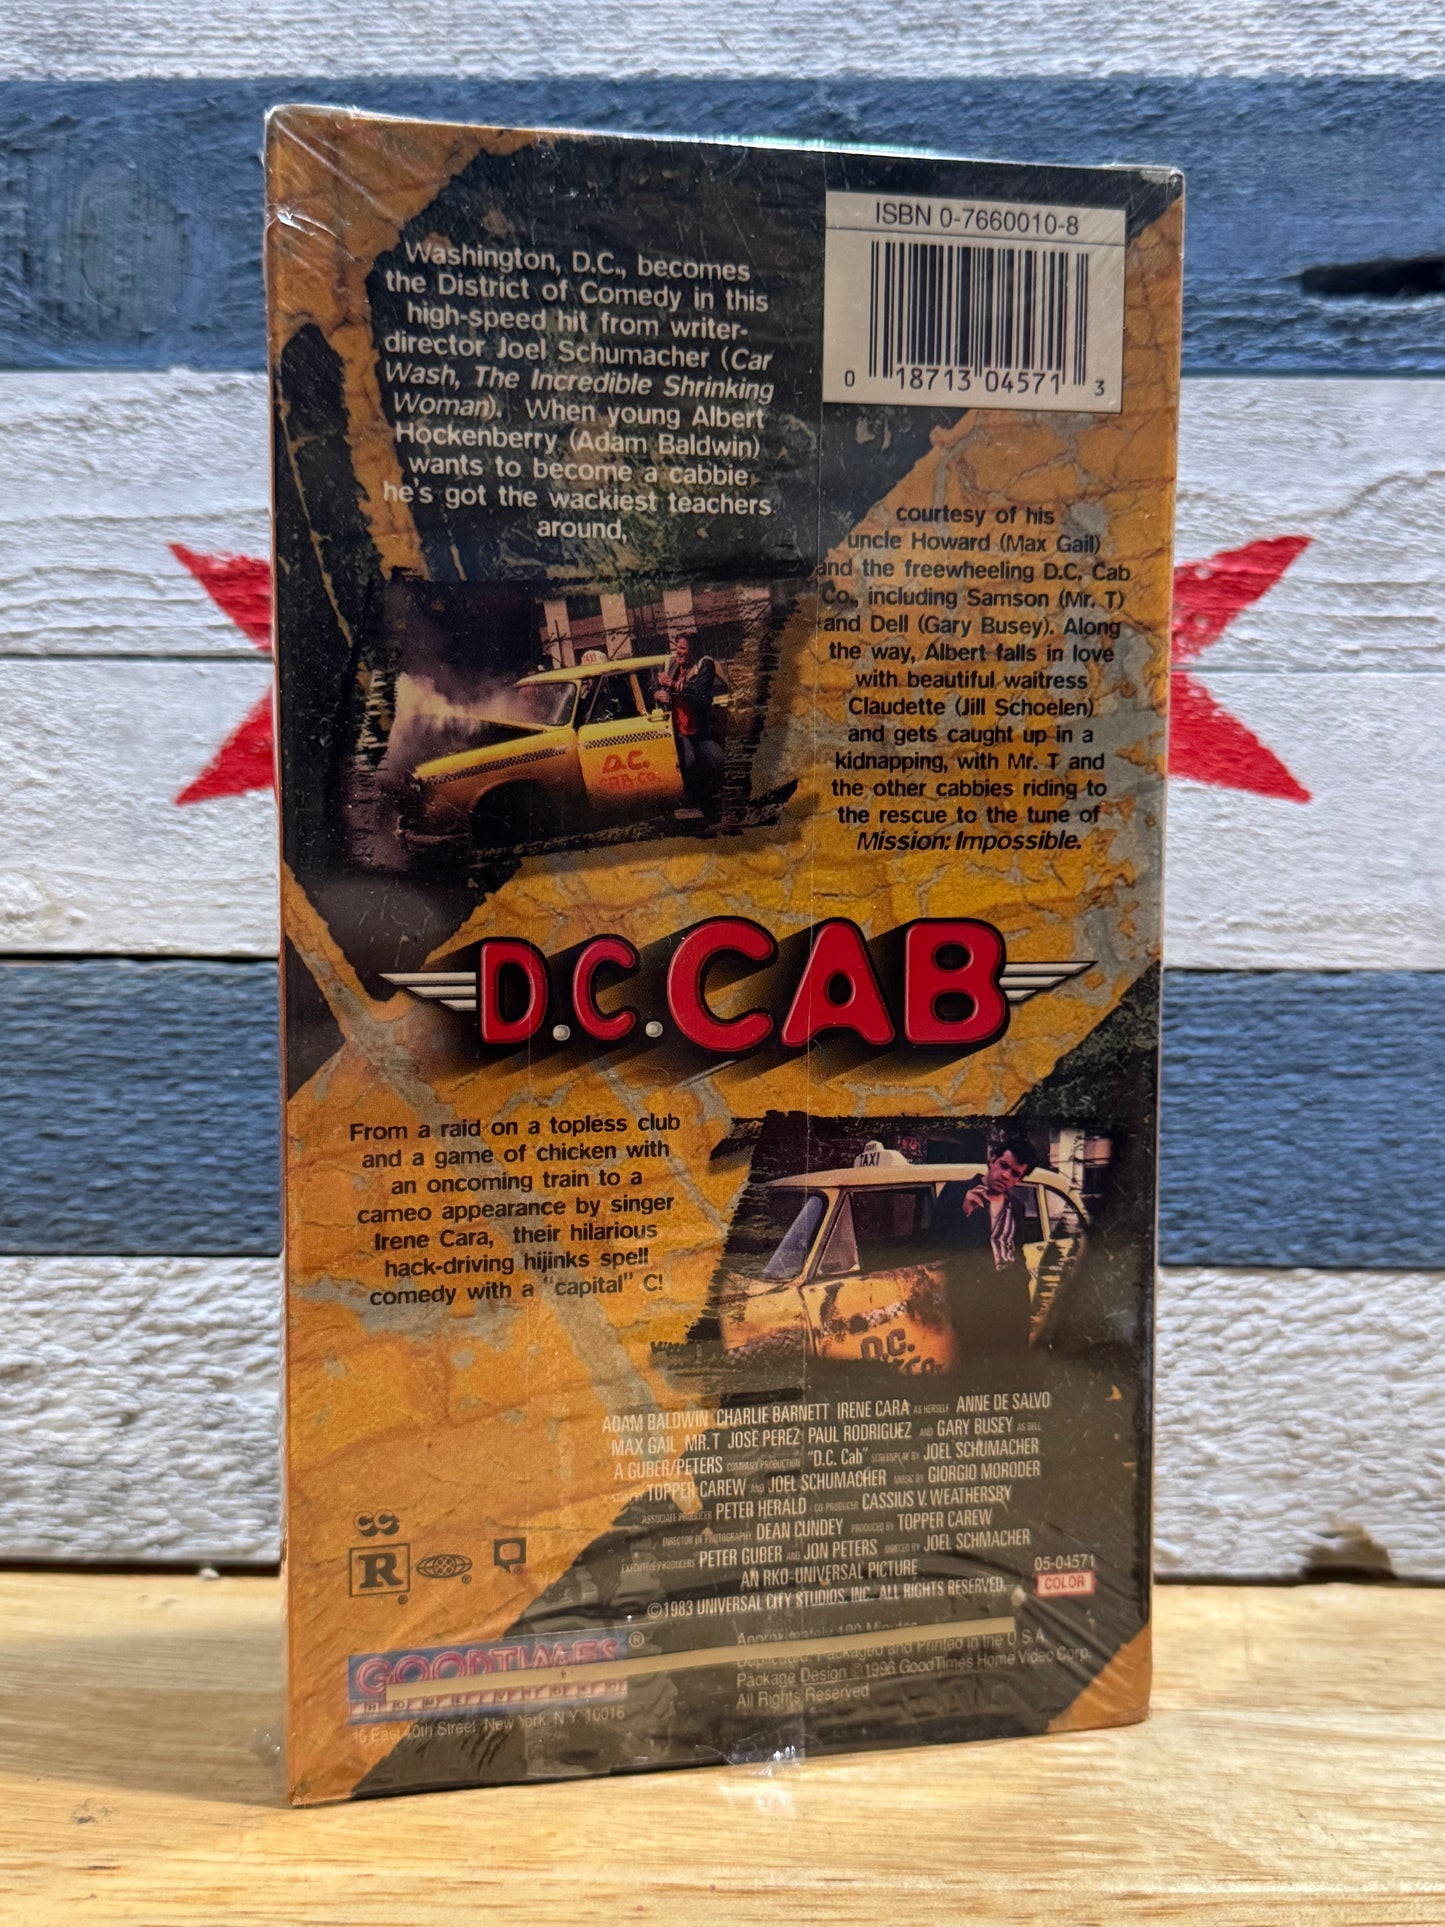 ISBN 0-7660010-8
0 18713 04571 3
Washington, D.C., becomes
the District of Comedy in this
high-speed hit from writer-
director Joel Schumacher (Car
Wash, The Incredible Shrinking
Woman). When young Albert
Hockenberry (Adam Baldwin)
wants to become a cabbie
he's got the wackiest teachers
around,
courtesy of his
uncle Howard (Max Gail)
and the freewheeling D.C. Cab
Co., including Samson (Mr. T)
and Dell (Gary Busey). Along
the way, Albert falls in love
with beautiful waitress
Claudette (Jill Schoelen)
and gets caught up in a
kidnapping, with Mr. T and
the other cabbies riding to
the rescue to the tune of
Mission: Impossible.
TAXI
D.C.
CAB CO.
D.C. CAB
From a raid on a topless club
and a game of chicken with
an oncoming train to a
cameo appearance by singer
Irene Cara, their hilarious
hack-driving hijinks spell
comedy with a "capital" C!
TAXI
D.C.
ADAM BALDWIN CHARLIE BARNETT IRENE CARA AS HERSELF ANNE DE SALVO
MAX GAIL MR. T JOSE PEREZ PAUL RODRIGUEZ AND GARY BUSEY AS DELL
A GUBER/PETERS COMPANY PRODUCTION "D.C. Cab" SCREENPLAY BY JOEL SCHUMACHER
STORY BY TOPPER CAREW AND JOEL SCHUMACHER MUSIC BY GIORGIO MORODER
ASSOCIATE PRODUCER PETER HERALD CO-PRODUCER CASSIUS V. WEATHERSBY
DIRECTOR OF PHOTOGRAPHY DEAN CUNDEY PRODUCED BY TOPPER CAREW
EXECUTIVE PRODUCERS PETER GUBER AND JON PETERS DIRECTED BY JOEL SCHMACHER
AN RKO-UNIVERSAL PICTURE
©1983 UNIVERSAL CITY STUDIOS, INC. ALL RIGHTS RESERVED.
05-04571
COLOR
CC
R ®
GOODTIMES®
HOME VIDEO
16 East 40th Street, New York, N.Y. 10016
Approximately 100 Minutes
Duplicated, Packaged and Printed in the U.S.A.
Package Design ©1996 GoodTimes Home Video Corp.
All Rights Reserved